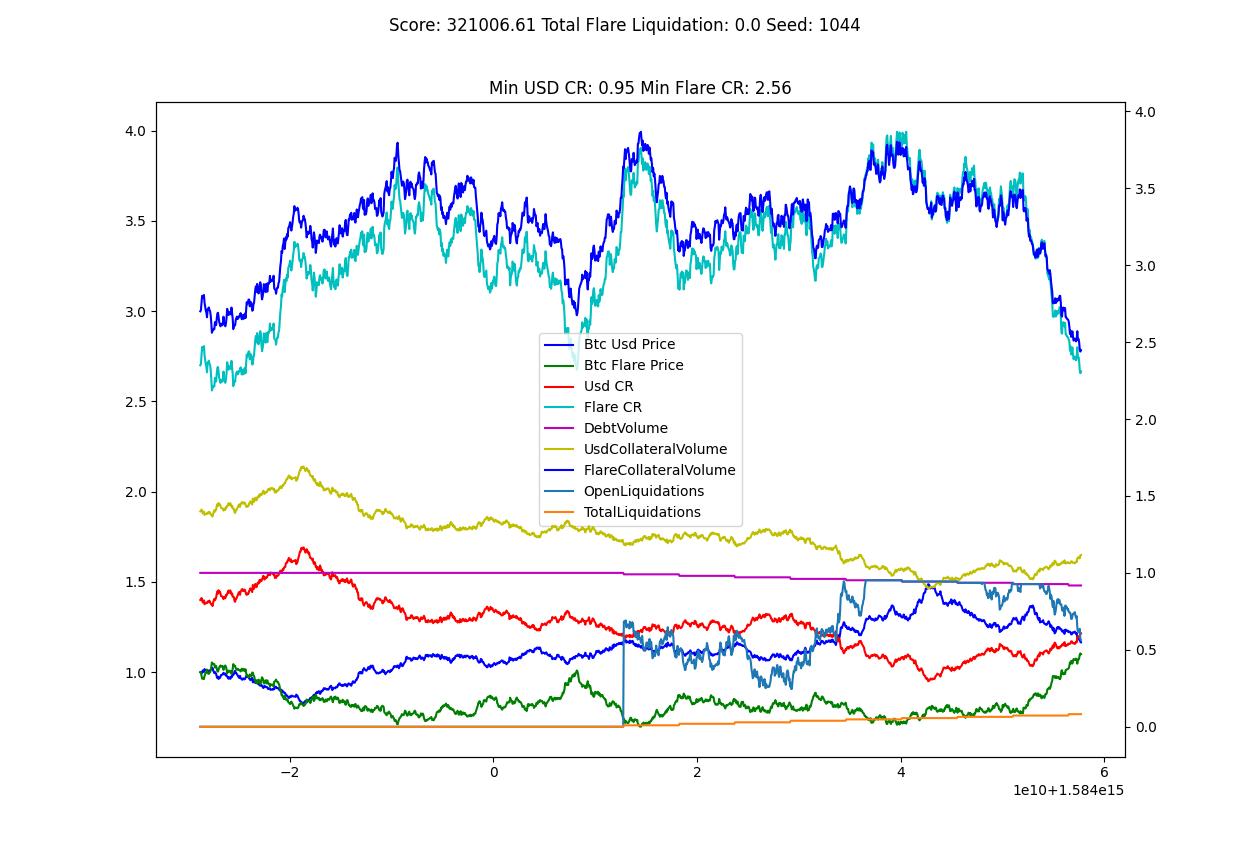 Score: 321006.61 Total Flare Liquidation: 0.0 Seed: 1044
Min USD CR: 0.95 Min Flare CR: 2.56
4.0
3.5
3.0
2.5
2.0
1.5
1.0
4.0
3.5
3.0
2.5
2.0
1.5
1.0
0.5
0.0
Btc Usd Price
Btc Flare Price
Usd CR
Flare CR
DebtVolume
UsdCollateralVolume
FlareCollateralVolume
OpenLiquidations
TotalLiquidations
−2 0 2 4 6
1e10+1.584e15